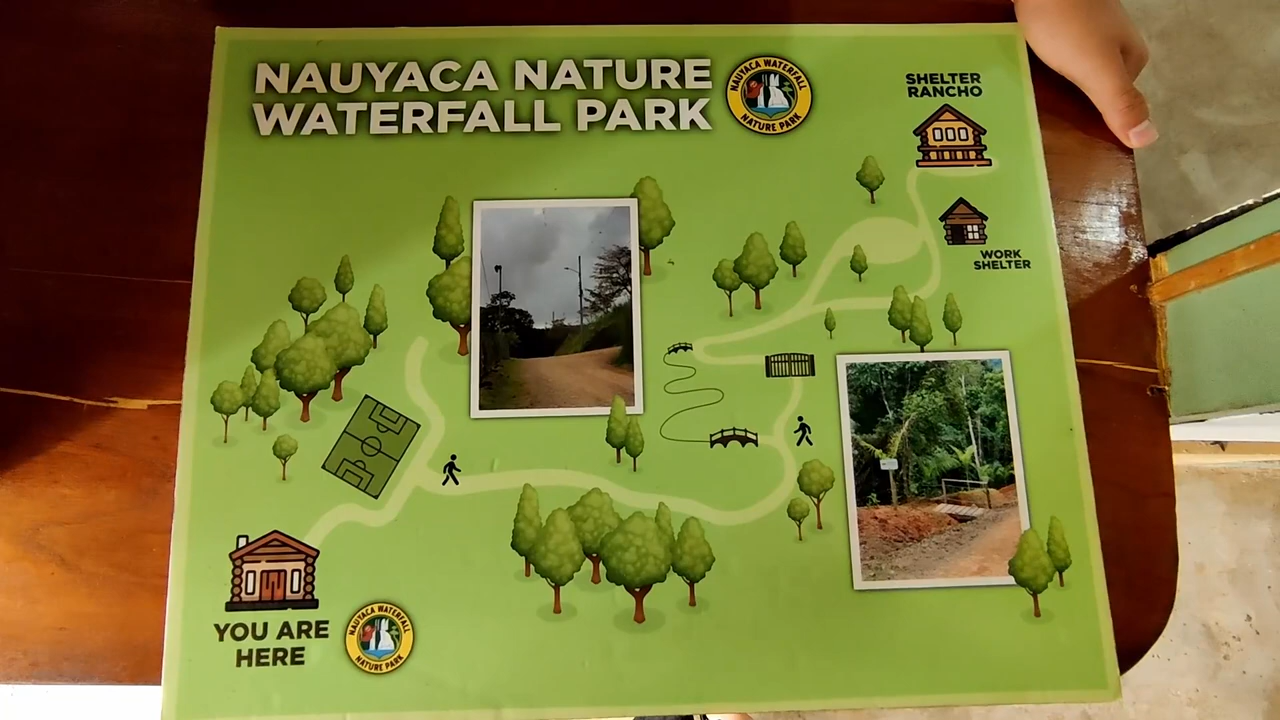 NAUYACA NATURE
WATERFALL PARK
NAUYACA WATERFALL
NATURE PARK
SHELTER
RANCHO
WORK
SHELTER
YOU ARE
HERE
NAUYACA WATERFALL
NATURE PARK